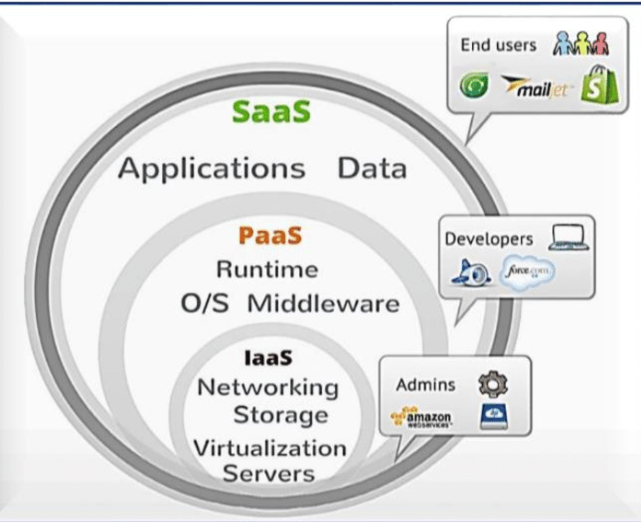 End users
mailjet
SaaS
Applications Data
PaaS
Runtime
O/S Middleware
Developers
force.com
IaaS
Networking
Storage
Virtualization
Servers
Admins
amazon
webservices